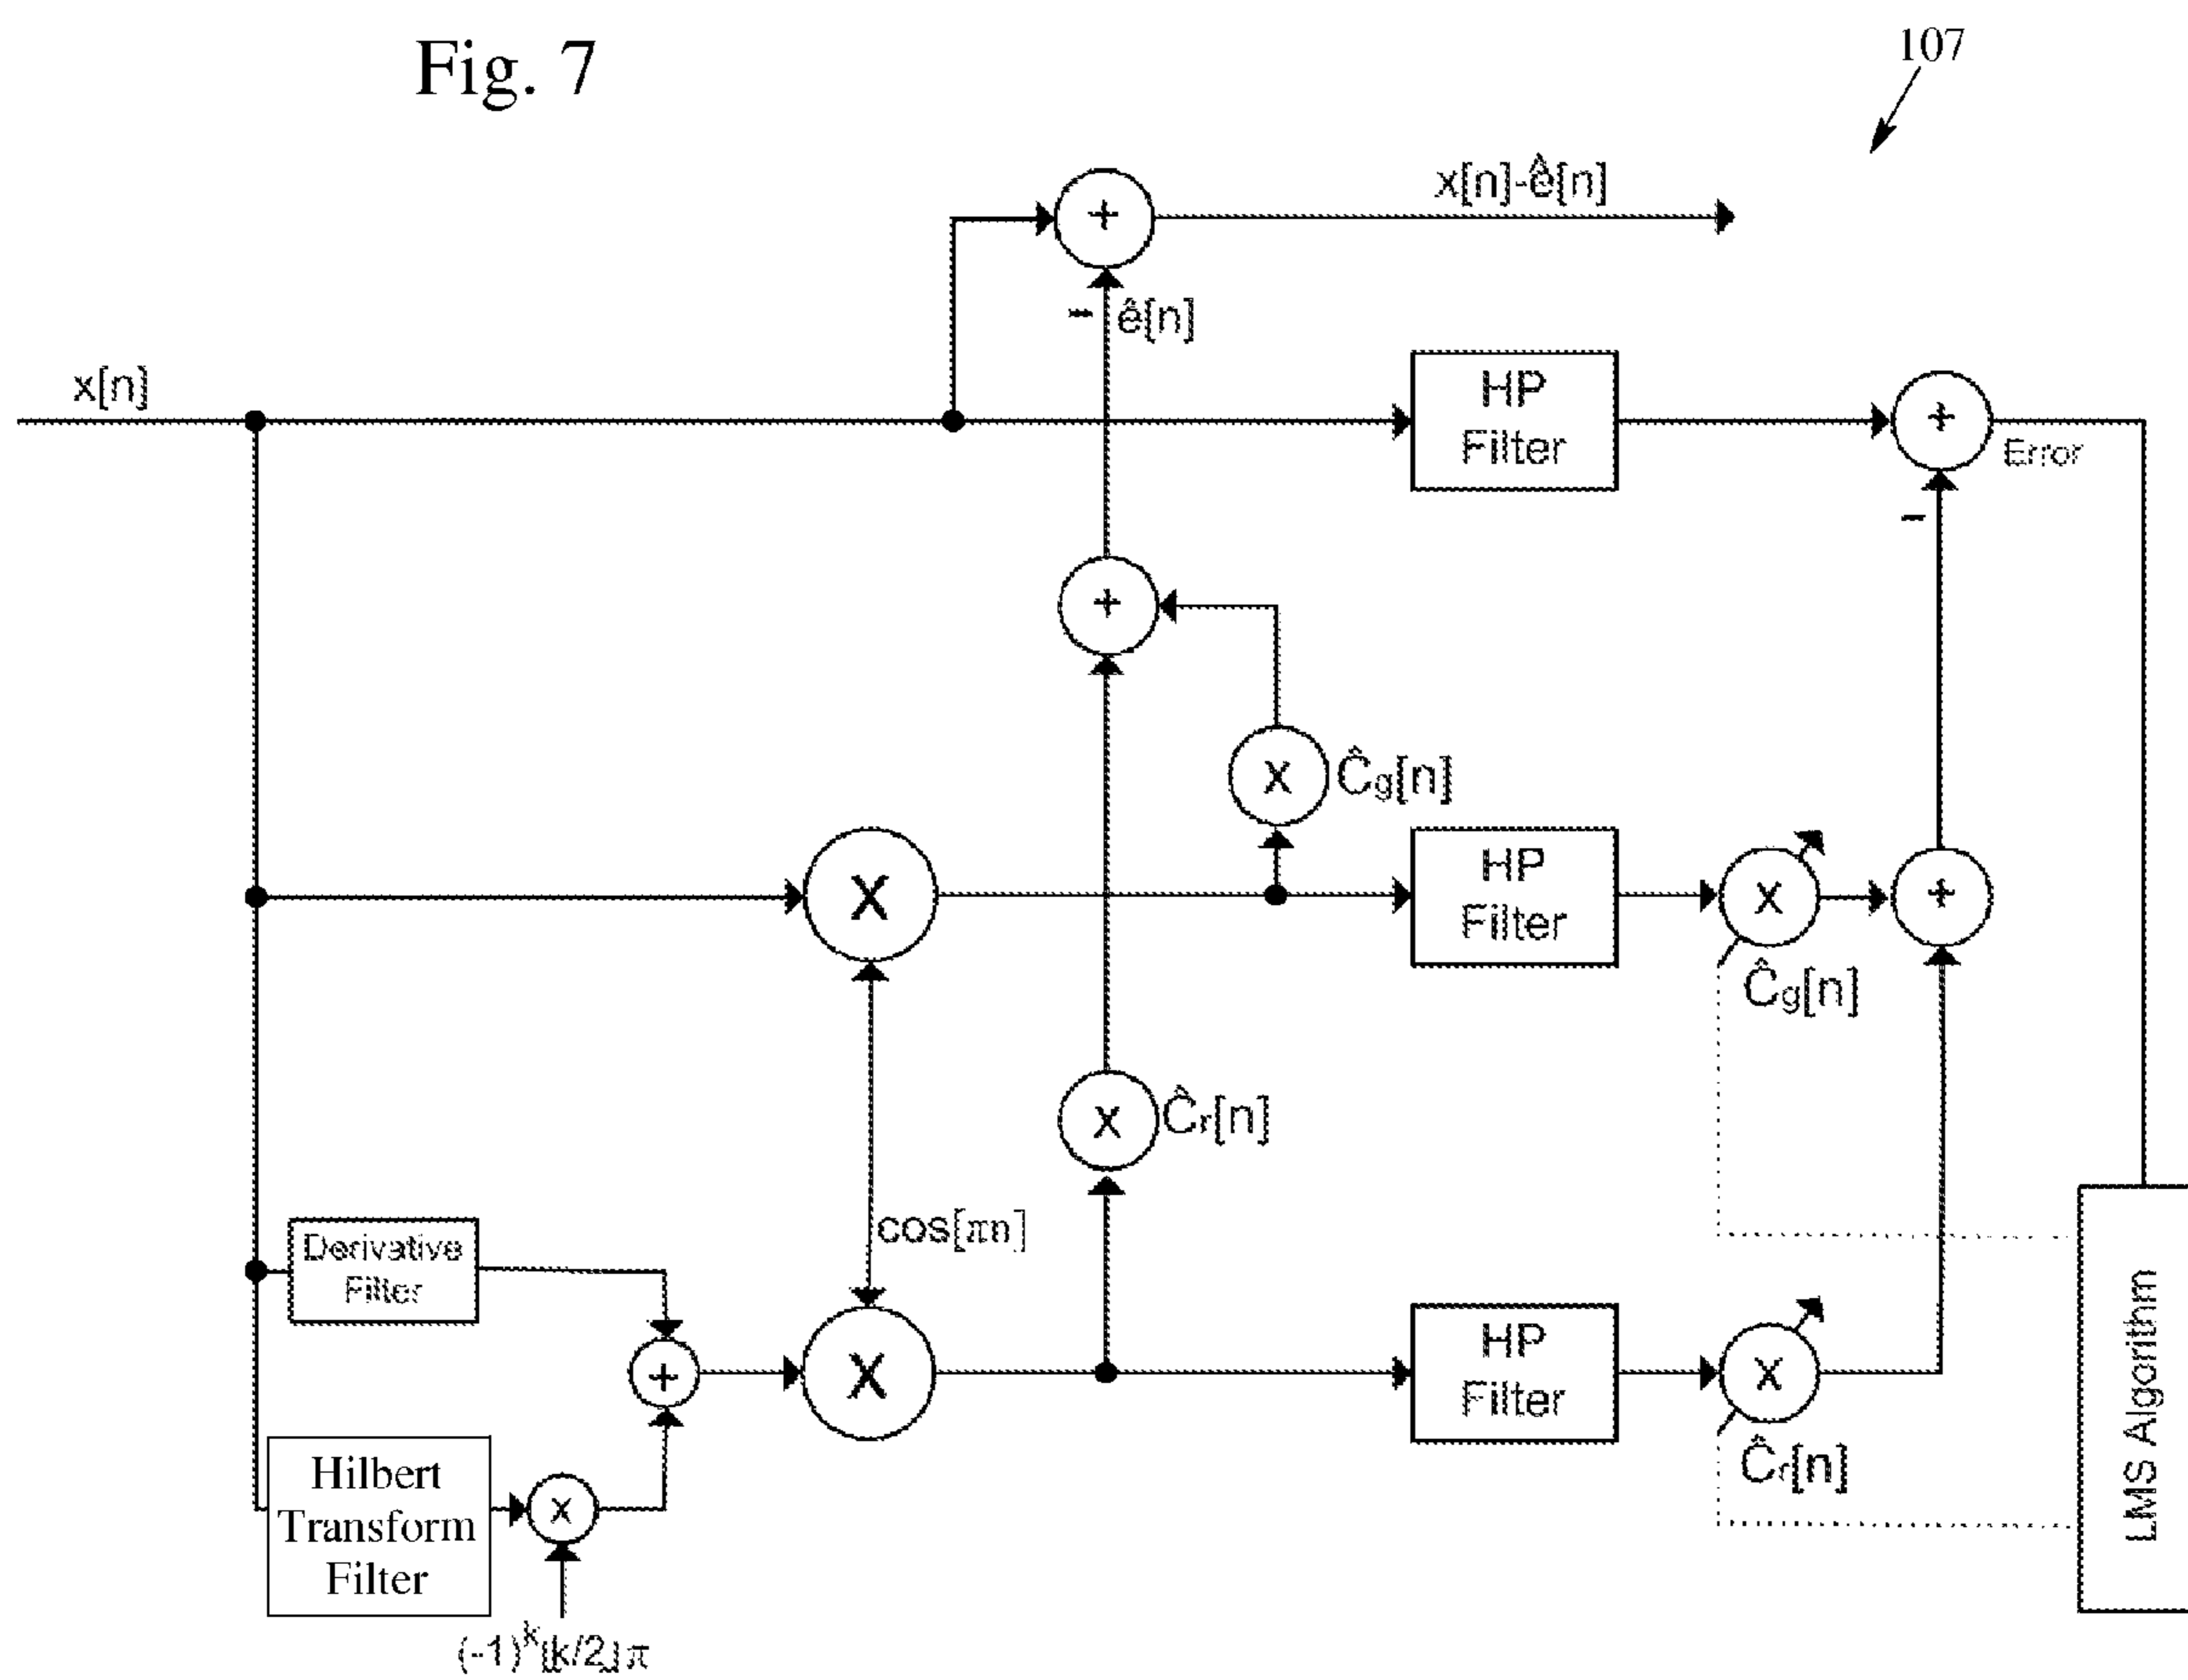 Fig. 7
107
x[n]-ê[n]
+
- ê[n]
x[n]
HP
Filter
+
Error
-
+
X Ĉg[n]
X
HP
Filter
X
+
Ĉg[n]
X Ĉr[n]
cos[πn]
Derivative
Filter
+
X
HP
Filter
X
Ĉr[n]
LMS Algorithm
Hilbert
Transform
Filter
X
(-1)^k⌊k/2⌋π